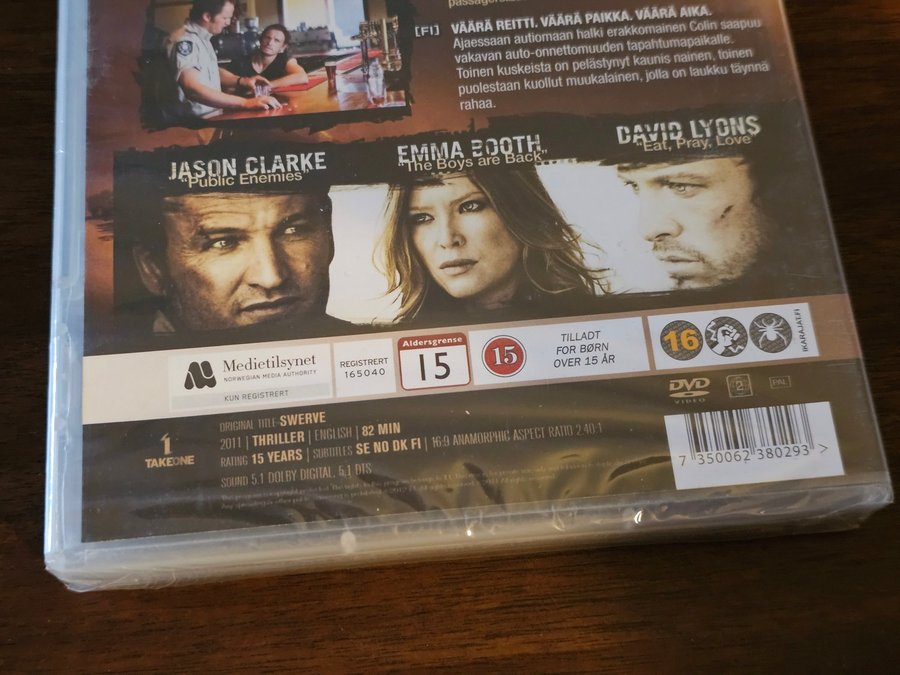 [FI] VÄÄRÄ REITTI. VÄÄRÄ PAIKKA. VÄÄRÄ AIKA.
Ajaessaan autiomaan halki erakkomainen Colin saapuu
vakavan auto-onnettomuuden tapahtumapaikalle.
Toinen kuskeista on pelästynyt kaunis nainen, toinen
puolestaan kuollut muukalainen, jolla on laukku täynnä
rahaa.
JASON CLARKE
"Public Enemies"
EMMA BOOTH
"The Boys are Back"
DAVID LYONS
"Eat, Pray, Love"
Medietilsynet
NORWEGIAN MEDIA AUTHORITY
KUN REGISTRERT
REGISTRERT
165040
Aldersgrense
15
15
TILLADT
FOR BØRN
OVER 15 ÅR
16
IKARAJAT.FI
1
TAKEONE
ORIGINAL TITLE SWERVE
2011 | THRILLER | ENGLISH | 82 MIN
RATING 15 YEARS | SUBTITLES SE NO DK FI | 16:9 ANAMORPHIC ASPECT RATIO 2.40:1
SOUND 5.1 DOLBY DIGITAL, 5.1 DTS
DVD
VIDEO
2
PAL
7 350062 380293 >